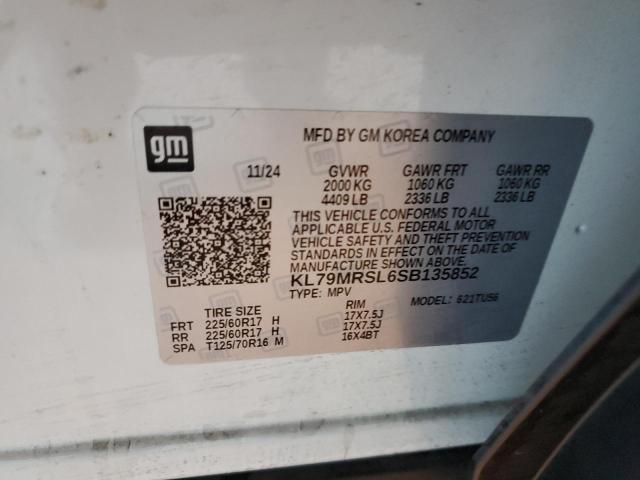 gm
MFD BY GM KOREA COMPANY
11/24 GVWR GAWR FRT GAWR RR
2000 KG 1060 KG 1060 KG
4409 LB 2336 LB 2336 LB
THIS VEHICLE CONFORMS TO ALL
APPLICABLE U.S. FEDERAL MOTOR
VEHICLE SAFETY AND THEFT PREVENTION
STANDARDS IN EFFECT ON THE DATE OF
MANUFACTURE SHOWN ABOVE.
KL79MRSL6SB135852
TYPE: MPV MODEL: 621TUS6
TIRE SIZE RIM
FRT 225/60R17 H 17X7.5J
RR 225/60R17 H 17X7.5J
SPA T125/70R16 M 16X4BT